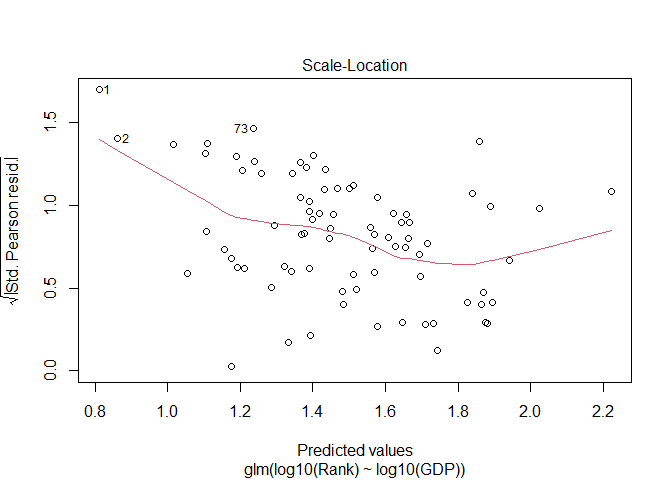 Scale-Location
√|Std. Pearson resid.|
1
2
73
0.0 0.5 1.0 1.5
0.8 1.0 1.2 1.4 1.6 1.8 2.0 2.2
Predicted values
glm(log10(Rank) ~ log10(GDP))